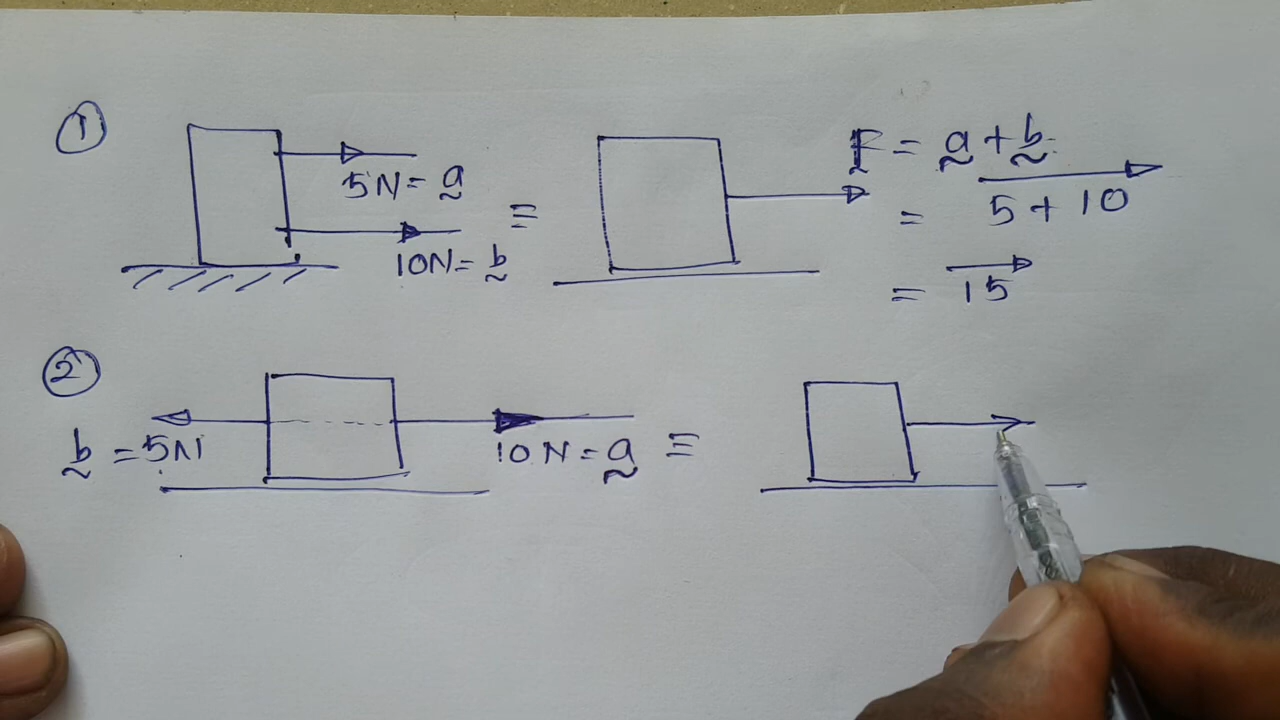 1
F = a + b
5N = a
= 5 + 10
10N = b
≡
= 15
2
b = 5N
10N = a
≡